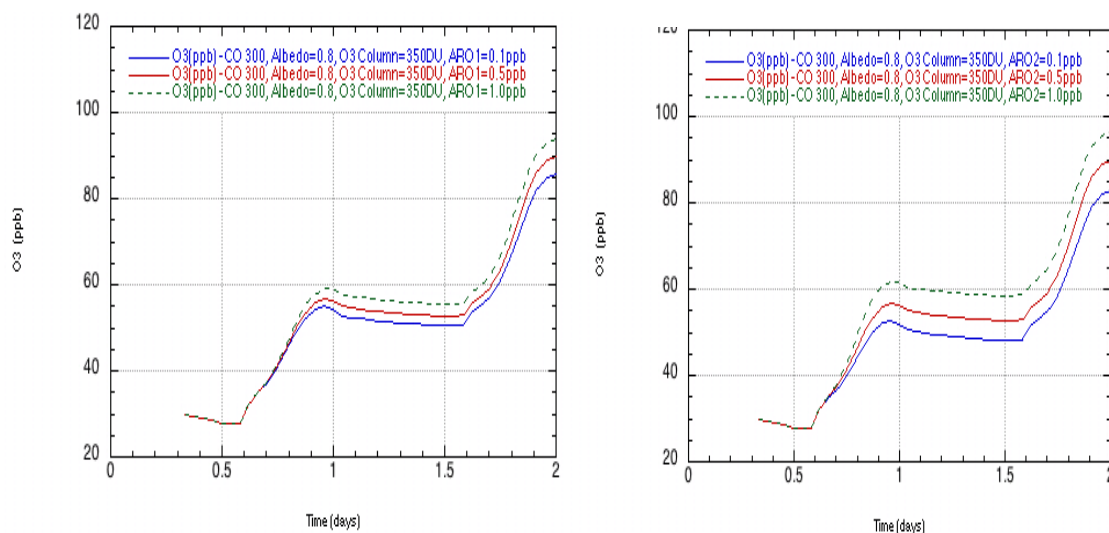 120
O3(ppb)-CO 300, Albedo=0.8, O3 Column=350DU, ARO1=0.1ppb
O3(ppb)-CO 300, Albedo=0.8, O3 Column=350DU, ARO1=0.5ppb
O3(ppb)-CO 300, Albedo=0.8, O3 Column=350DU, ARO1=1.0ppb
100
80
60
40
20
O3 (ppb)
0 0.5 1 1.5 2
Time (days)
O3(ppb)-CO 300, Albedo=0.8, O3 Column=350DU, ARO2=0.1ppb
O3(ppb)-CO 300, Albedo=0.8, O3 Column=350DU, ARO2=0.5ppb
O3(ppb)-CO 300, Albedo=0.8, O3 Column=350DU, ARO2=1.0ppb
100
80
60
40
20
O3 (ppb)
0 0.5 1 1.5
Time (days)